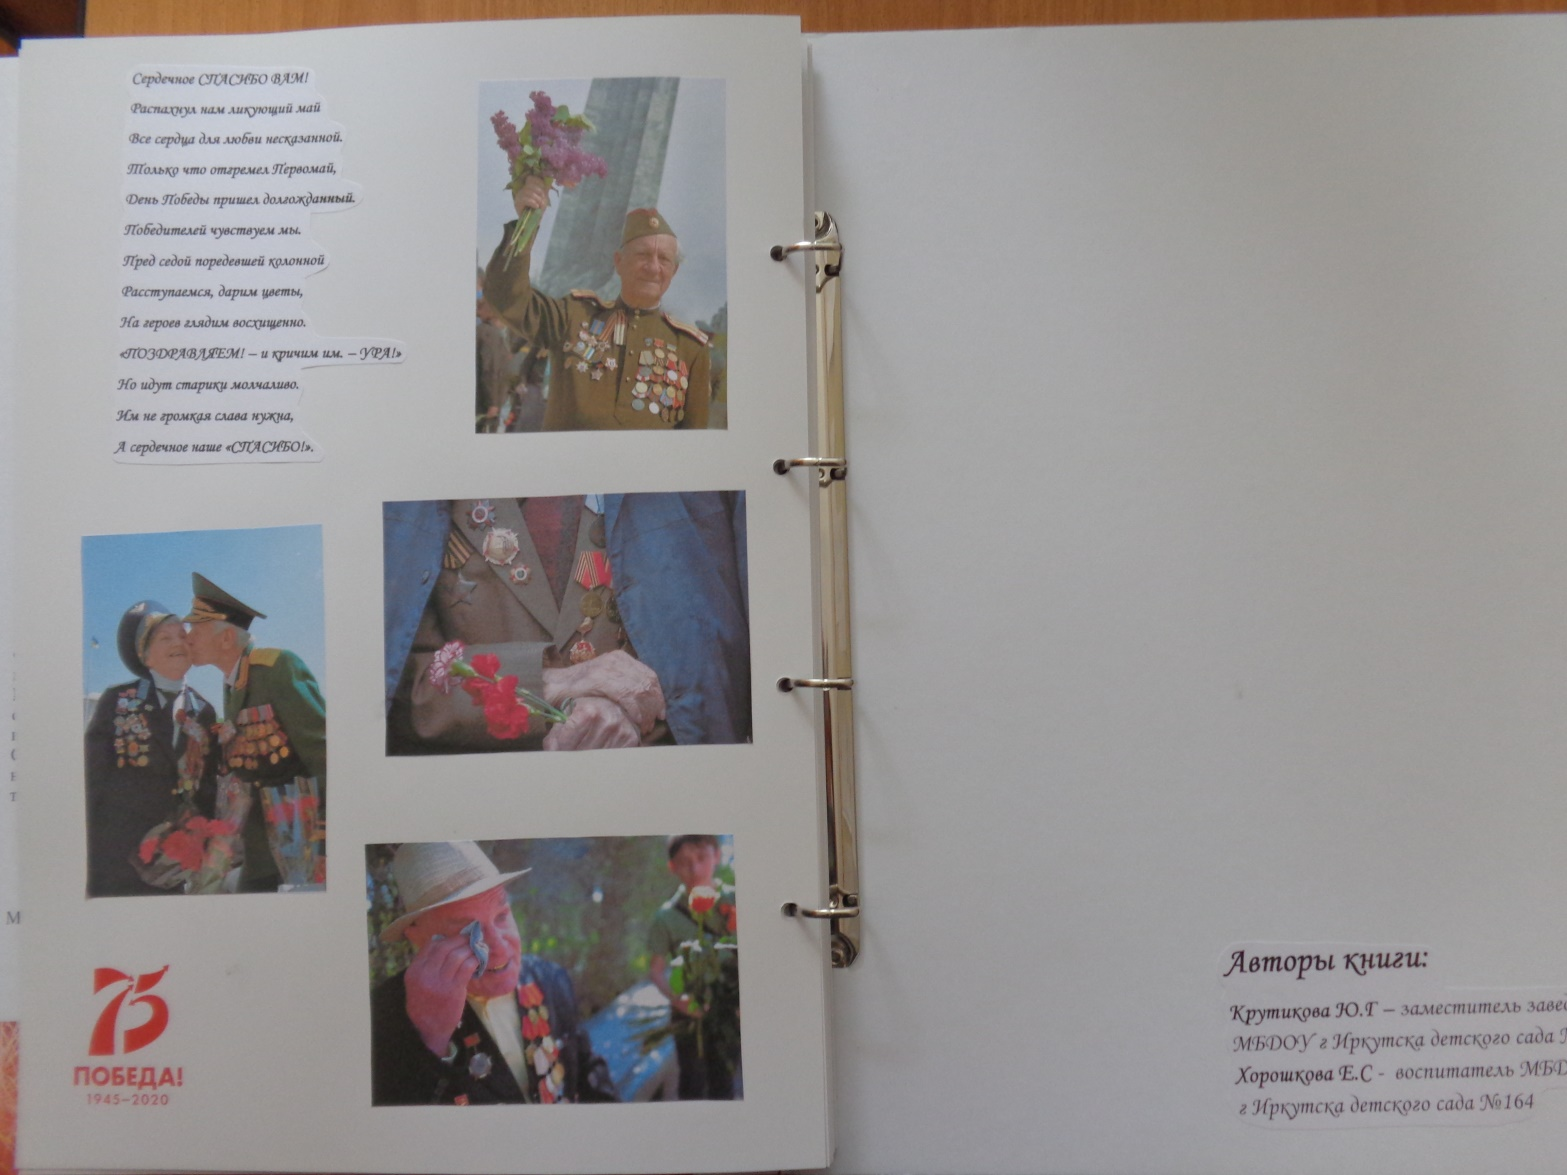 Сердечное СПАСИБО ВАМ!
Распахнул нам ликующий май
Все сердца для любви несказанной.
Только что отгремел Первомай,
День Победы пришел долгожданный.
Победителей чувствуем мы.
Пред седой поредевшей колонной
Расступаемся, дарим цветы,
На героев глядим восхищенно.
«ПОЗДРАВЛЯЕМ! – и кричим им. – УРА!»
Но идут старики молчаливо.
Им не громкая слава нужна,
А сердечное наше «СПАСИБО!».
75
ПОБЕДА!
1945–2020
Авторы книги:
Крутикова Ю.Г – заместитель
МБДОУ г Иркутска детского сада
Хорошкова Е.С - воспитатель
г Иркутска детского сада №164